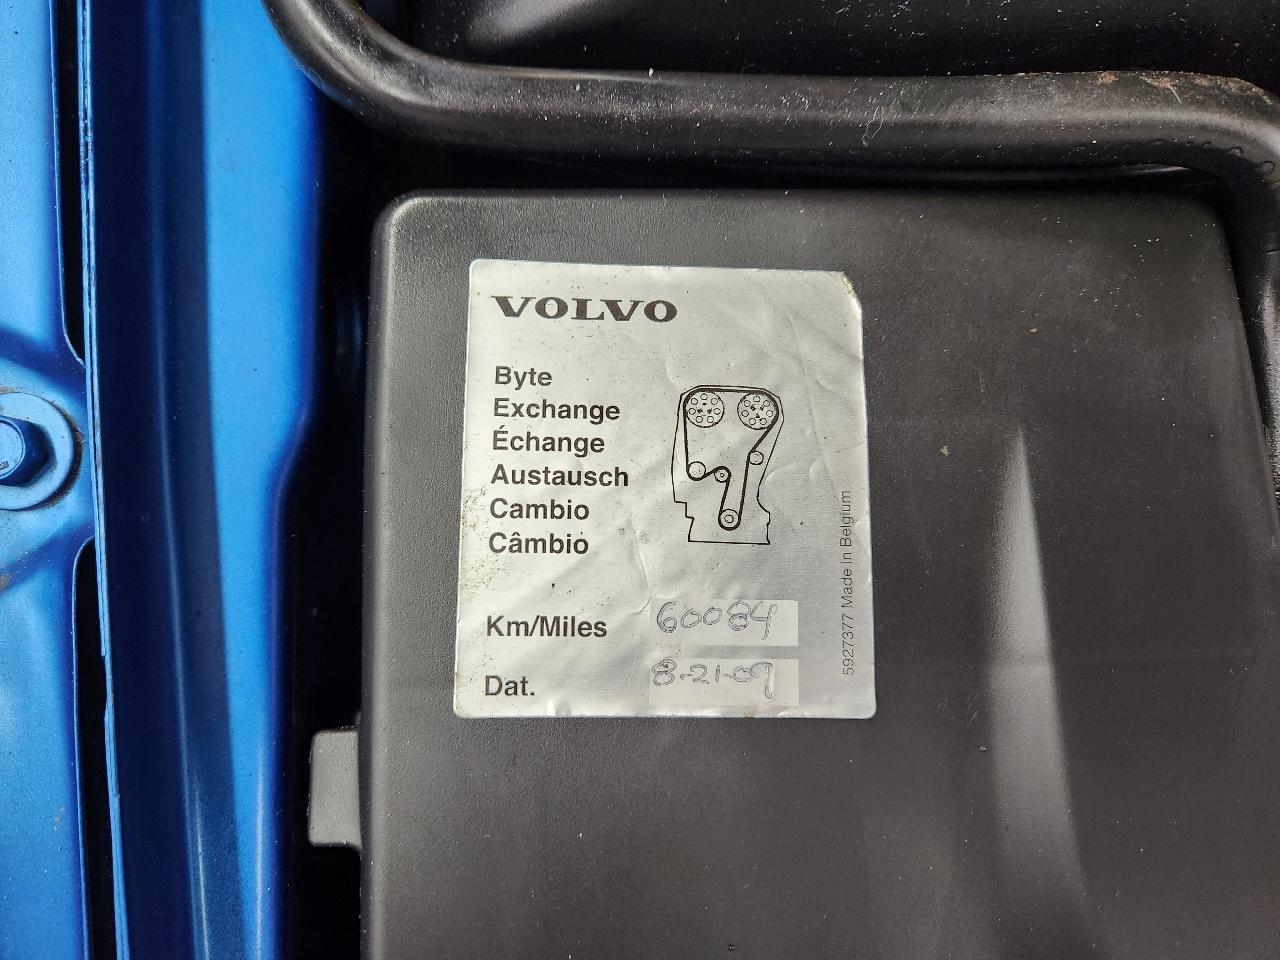 VOLVO
Byte
Exchange
Échange
Austausch
Cambio
Câmbio
Km/Miles 60084
Dat. 8-21-09
5927377 Made in Belgium